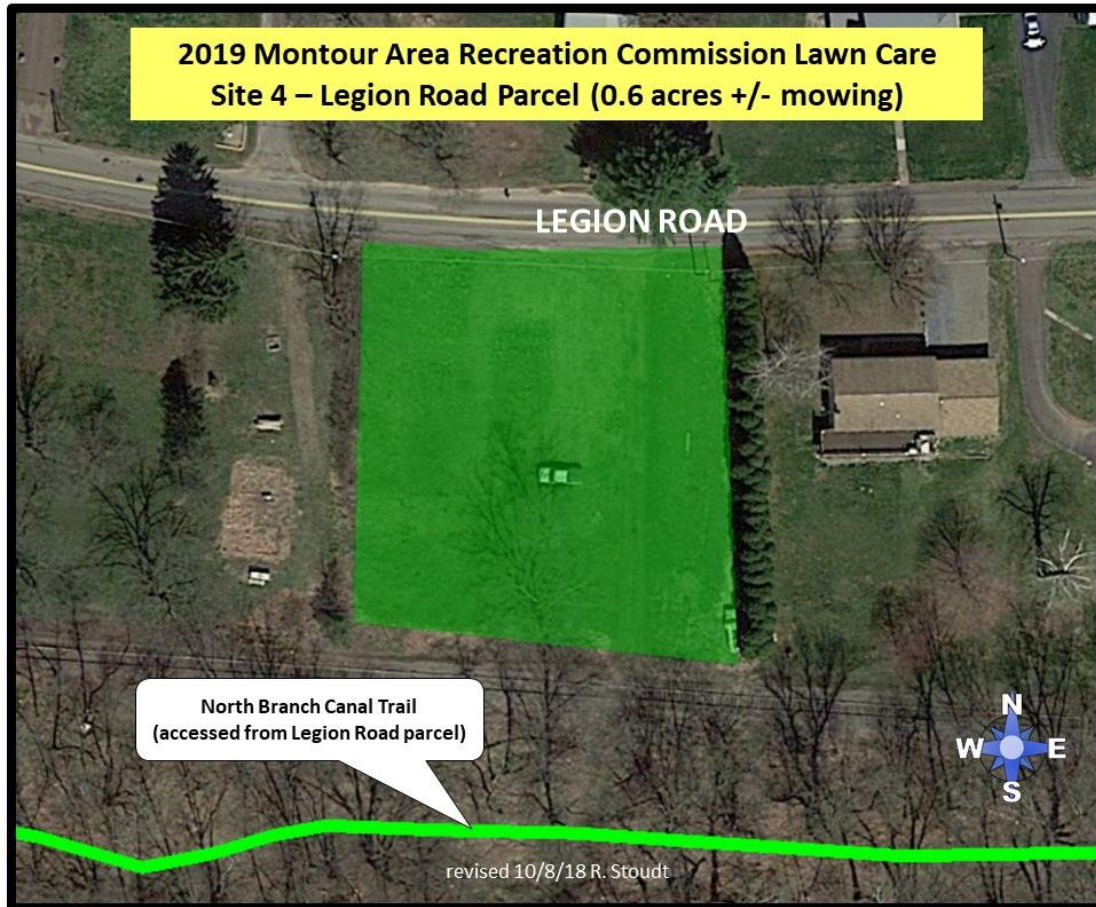 2019 Montour Area Recreation Commission Lawn Care
Site 4 – Legion Road Parcel (0.6 acres +/- mowing)
LEGION ROAD
North Branch Canal Trail
(accessed from Legion Road parcel)
N
W E
S
revised 10/8/18 R. Stoudt